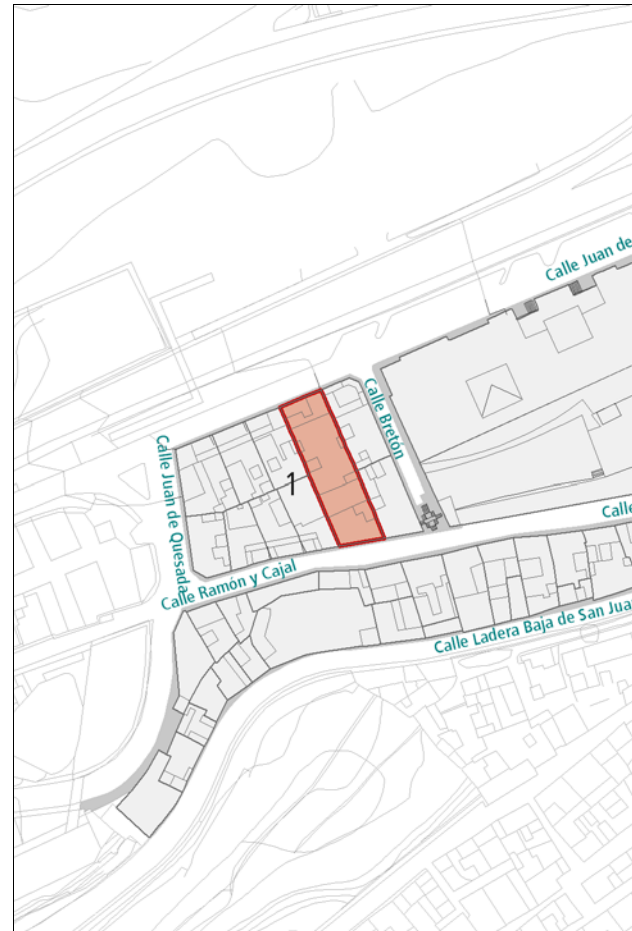 Calle Juan de
Calle Bretón
Calle Juan de Quesada
1
Calle
Calle Ramón y Cajal
Calle Ladera Baja de San Jua